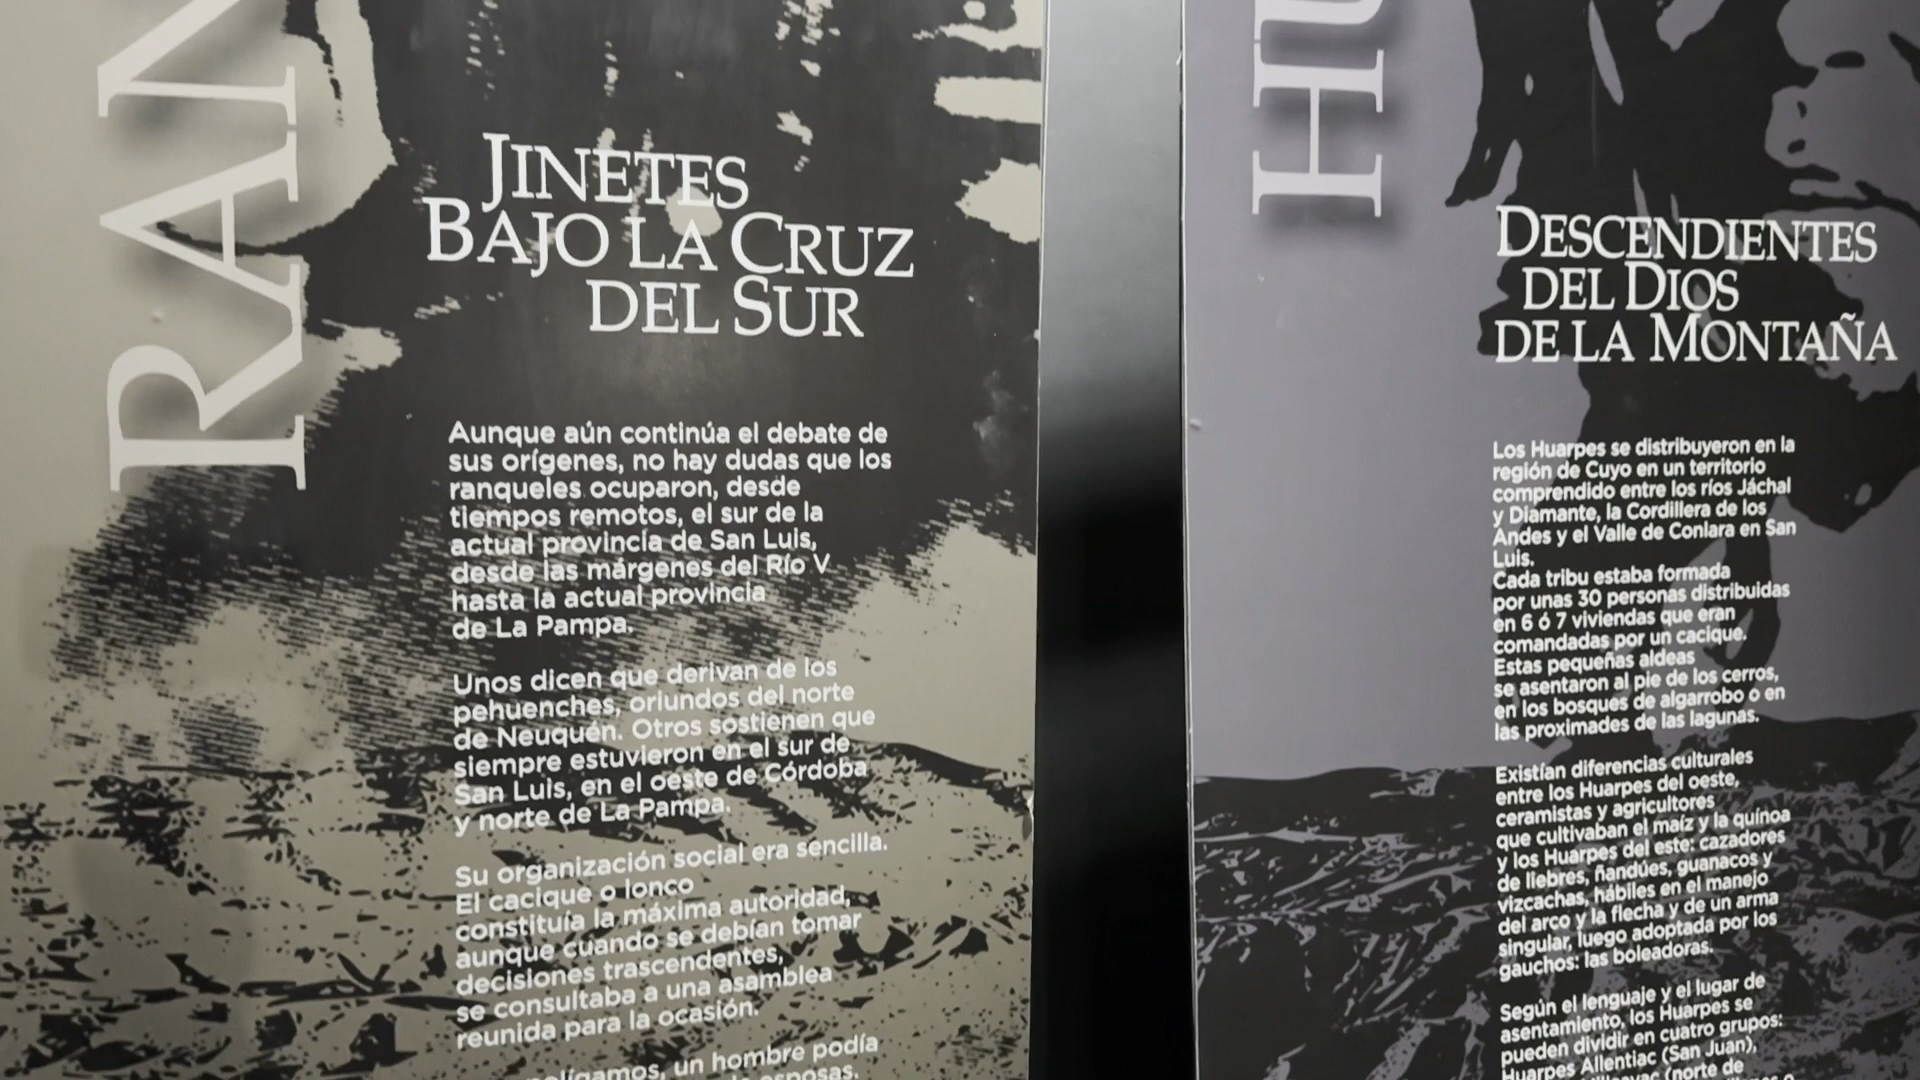 RAN
JINETES
BAJO LA CRUZ
DEL SUR
Aunque aún continúa el debate de
sus orígenes, no hay dudas que los
ranqueles ocuparon, desde
tiempos remotos, el sur de la
actual provincia de San Luis,
desde las márgenes del Río V
hasta la actual provincia
de La Pampa.
Unos dicen que derivan de los
pehuenches, oriundos del norte
de Neuquén. Otros sostienen que
siempre estuvieron en el sur de
San Luis, en el oeste de Córdoba
y norte de La Pampa.
Su organización social era sencilla.
El cacique o lonco
constituía la máxima autoridad,
aunque cuando se debían tomar
decisiones trascendentes,
se consultaba a una asamblea
reunida para la ocasión.
un hombre podía
esposas.
HU
DESCENDIENTES
DEL DIOS
DE LA MONTAÑA
Los Huarpes se distribuyeron en la
región de Cuyo en un territorio
comprendido entre los ríos Jáchal
y Diamante, la Cordillera de los
Andes y el Valle de Conlara en San
Luis.
Cada tribu estaba formada
por unas 30 personas distribuidas
en 6 ó 7 viviendas que eran
comandadas por un cacique.
Estas pequeñas aldeas
se asentaron al pie de los cerros,
en los bosques de algarrobo o en
las proximades de las lagunas.
Existían diferencias culturales
entre los Huarpes del oeste,
ceramistas y agricultores
que cultivaban el maíz y la quínoa
y los Huarpes del este: cazadores
de liebres, ñandúes, guanacos y
vizcachas, hábiles en el manejo
del arco y la flecha y de un arma
singular, luego adoptada por los
gauchos: las boleadoras.
Según el lenguaje y el lugar de
asentamiento, los Huarpes se
pueden dividir en cuatro grupos:
Huarpes Allentiac (San Juan),
(norte de